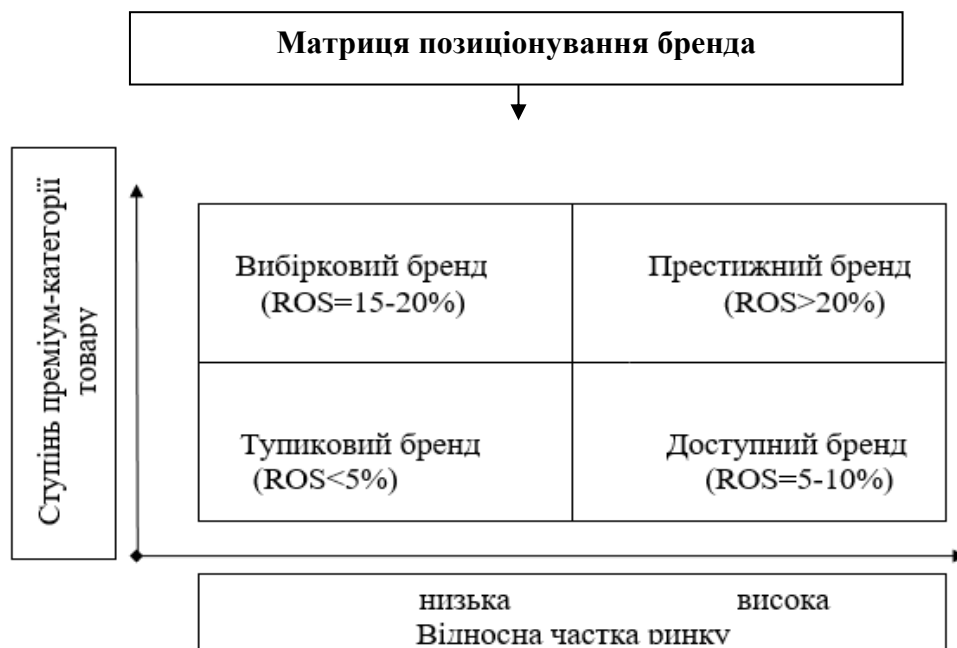 Матриця позиціонування бренда
Ступінь преміум-категорії
товару
Вибірковий бренд
(ROS=15-20%)
Престижний бренд
(ROS>20%)
Тупиковий бренд
(ROS<5%)
Доступний бренд
(ROS=5-10%)
низька висока
Відносна частка ринку